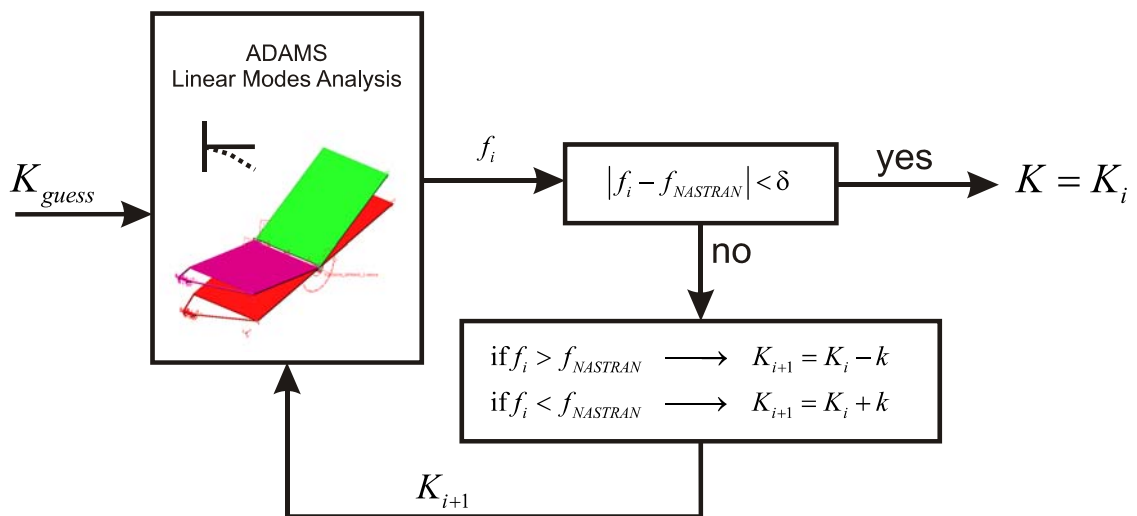 ADAMS
Linear Modes Analysis
K_guess
f_i
|f_i − f_NASTRAN| < δ
yes
K = K_i
no
if f_i > f_NASTRAN ⟶ K_{i+1} = K_i − k
if f_i < f_NASTRAN ⟶ K_{i+1} = K_i + k
K_{i+1}